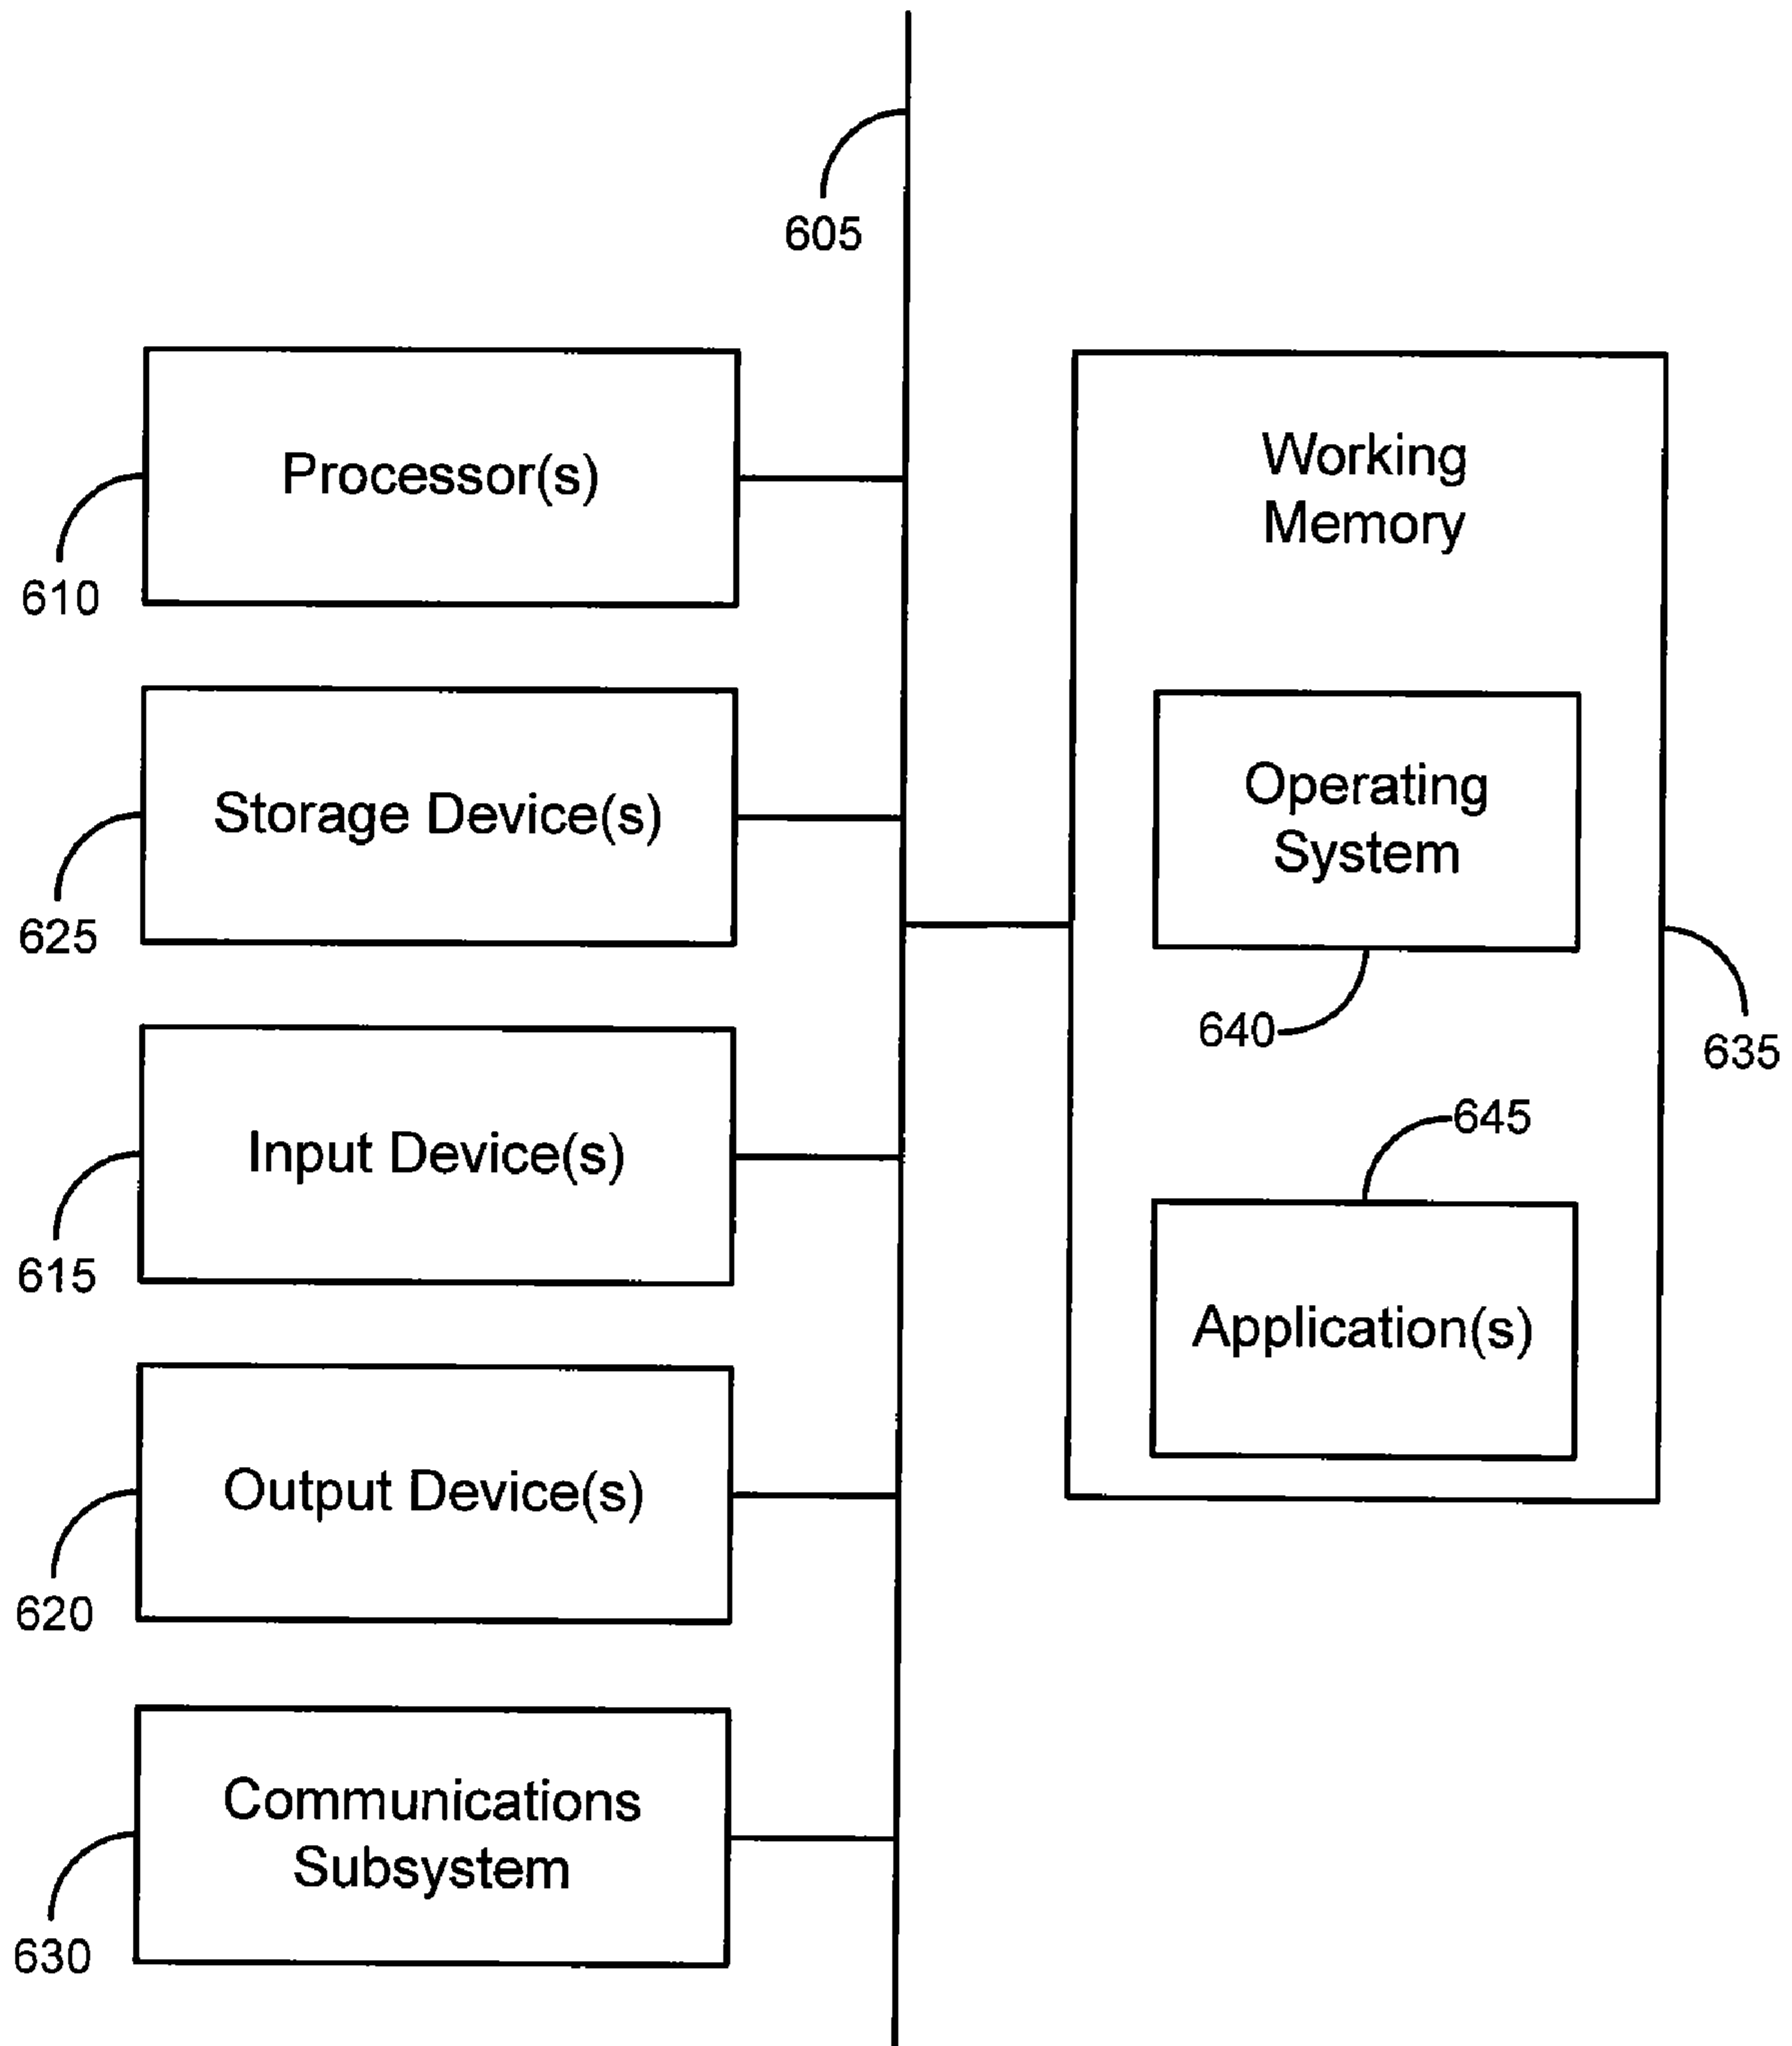 605
Processor(s)
610
Storage Device(s)
625
Input Device(s)
615
Output Device(s)
620
Communications
Subsystem
630
Working
Memory
Operating
System
640
635
645
Application(s)